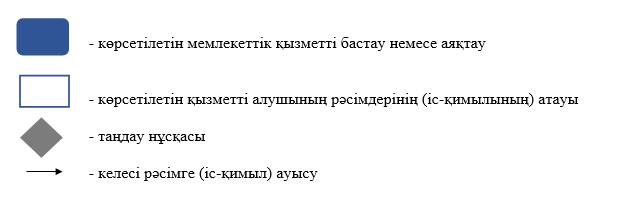 - көрсетілетін мемлекеттік қызметті бастау немесе аяқтау
- көрсетілетін қызметті алушының рәсімдерінің (іс-қимылының) атауы
- таңдау нұсқасы
- келесі рәсімге (іс-қимыл) ауысу